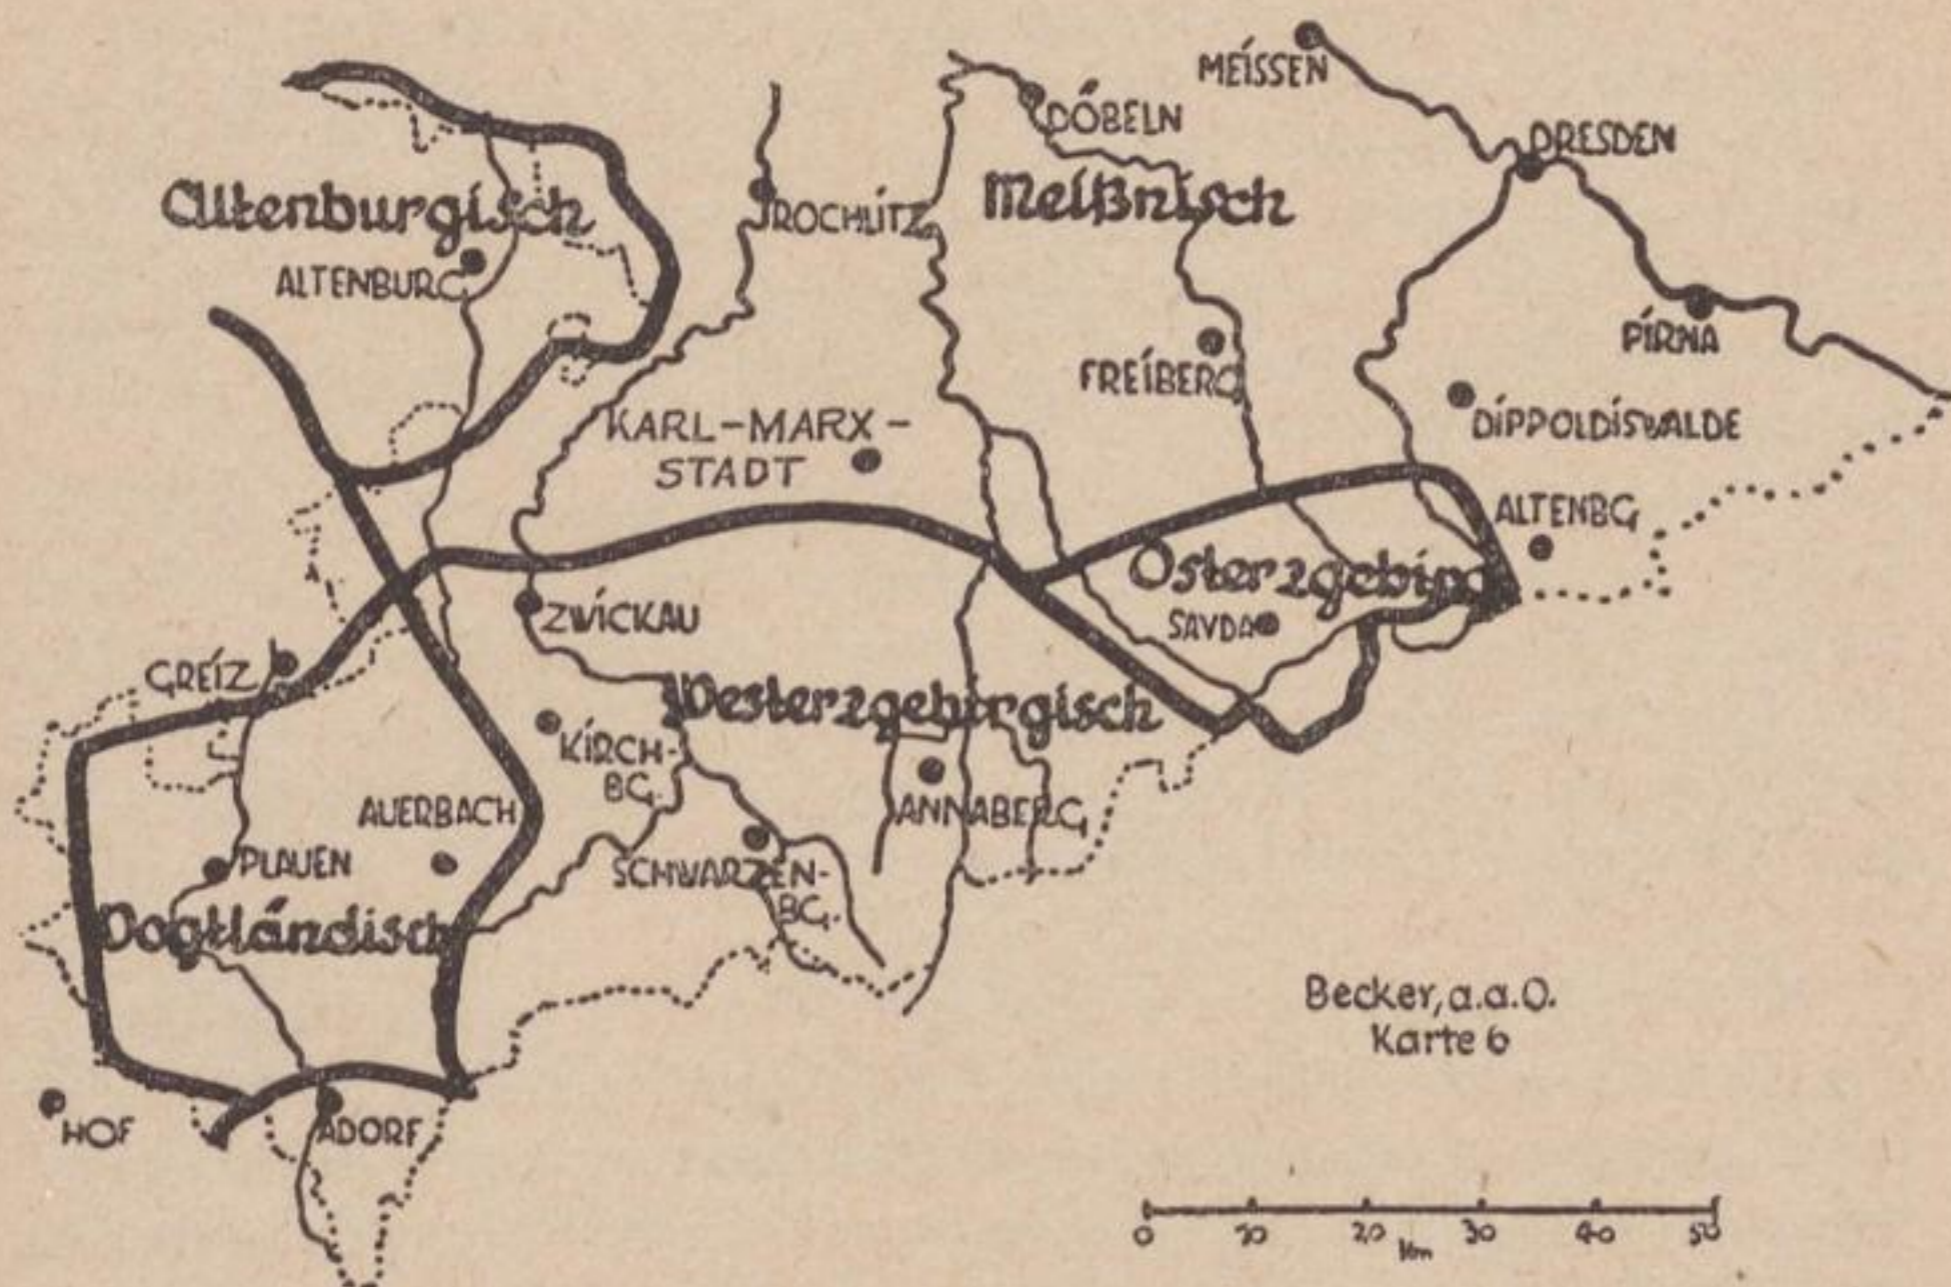 MEISSEN
DÖBELN
DRESDEN
Altenburgisch
ROCHLITZ
Meißnisch
ALTENBURG
PIRNA
FREIBERG
DIPPOLDISWALDE
KARL-MARX-
STADT
ALTENBG
Osterzgebirg
SAYDA
ZWICKAU
GREIZ
Westerzgebirgisch
KIRCH-
BG.
AUERBACH
ANNABERG
PLAUEN
SCHWARZEN-
BG.
Vogtländisch
Becker, a.a.O.
Karte 6
HOF
ADORF
0 10 20 30 40 50
Km